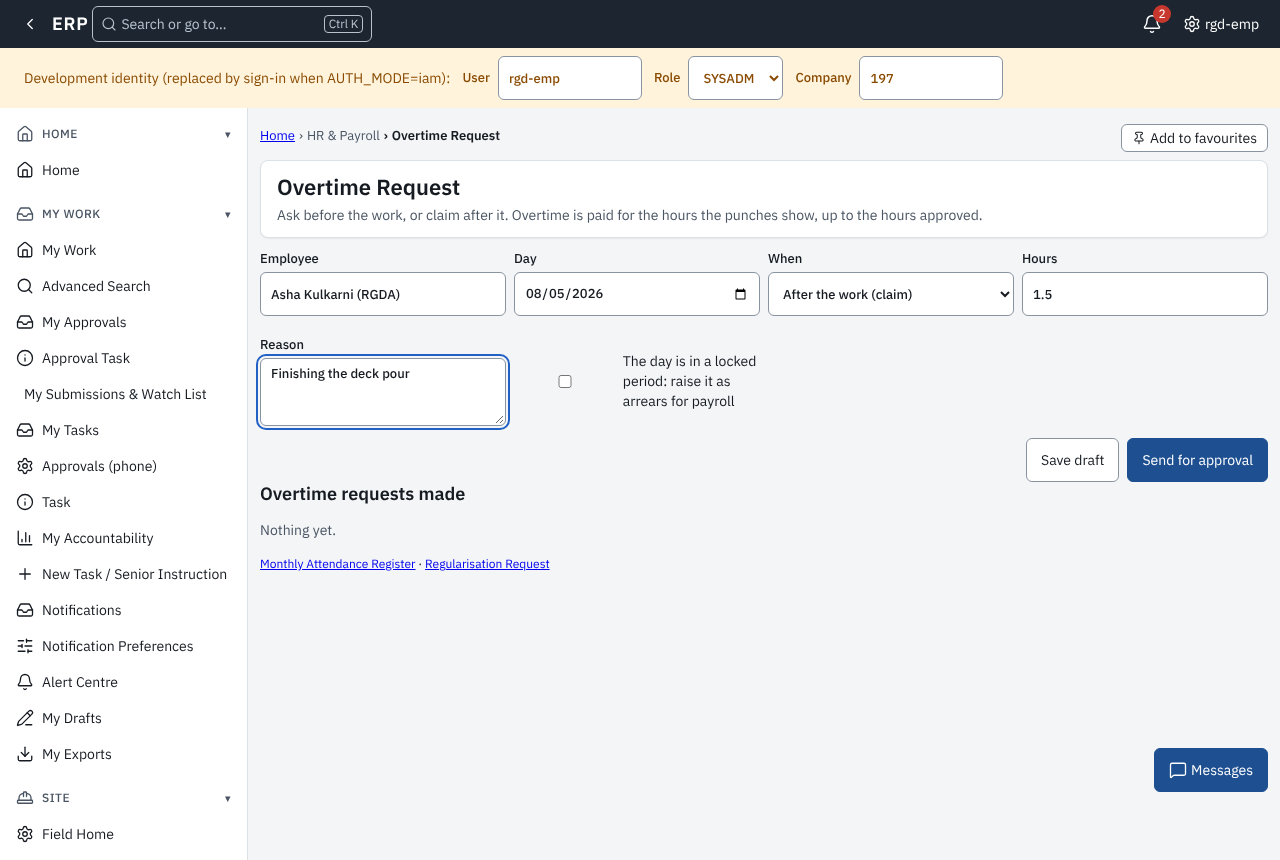 ERP
Search or go to...
Ctrl K
2
rgd-emp
Development identity (replaced by sign-in when AUTH_MODE=iam):
User
rgd-emp
Role
SYSADM
Company
197
HOME
Home
MY WORK
My Work
Advanced Search
My Approvals
Approval Task
My Submissions & Watch List
My Tasks
Approvals (phone)
Task
My Accountability
New Task / Senior Instruction
Notifications
Notification Preferences
Alert Centre
My Drafts
My Exports
SITE
Field Home
Home › HR & Payroll › Overtime Request
Add to favourites
Overtime Request
Ask before the work, or claim after it. Overtime is paid for the hours the punches show, up to the hours approved.
Employee
Asha Kulkarni (RGDA)
Day
08/05/2026
When
After the work (claim)
Hours
1.5
Reason
Finishing the deck pour
The day is in a locked
period: raise it as
arrears for payroll
Save draft
Send for approval
Overtime requests made
Nothing yet.
Monthly Attendance Register · Regularisation Request
Messages